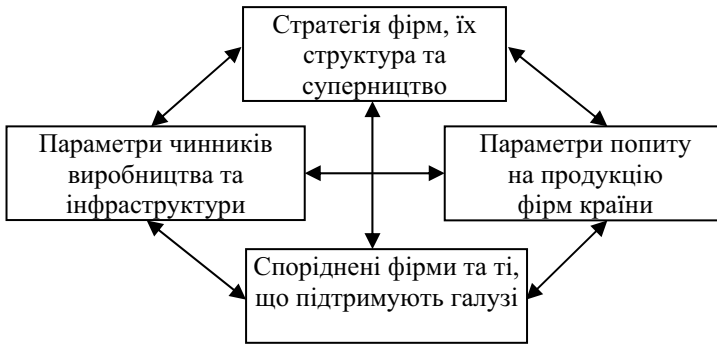 Стратегія фірм, їх
структура та
суперництво
Параметри чинників
виробництва та
інфраструктури
Параметри попиту
на продукцію
фірм країни
Споріднені фірми та ті,
що підтримують галузі